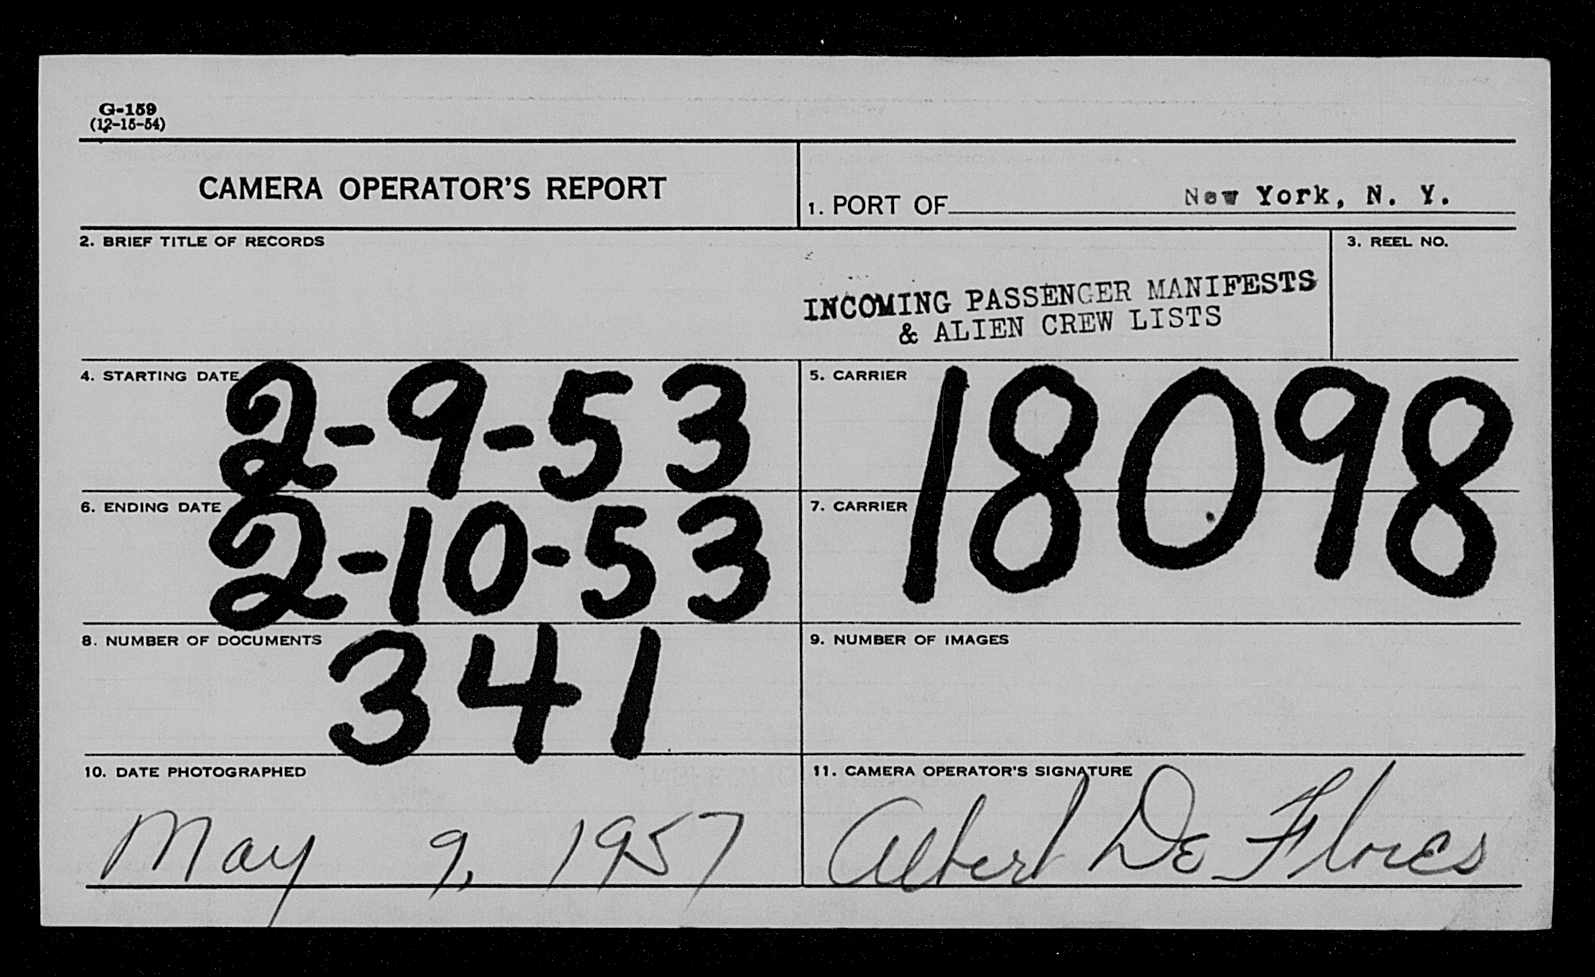 G-159
(12-15-54)
CAMERA OPERATOR'S REPORT
1. PORT OF New York, N. Y.
2. BRIEF TITLE OF RECORDS
INCOMING PASSENGER MANIFESTS
& ALIEN CREW LISTS
3. REEL NO.
4. STARTING DATE 2-9-53
5. CARRIER
18098
6. ENDING DATE 2-10-53
7. CARRIER
8. NUMBER OF DOCUMENTS 341
9. NUMBER OF IMAGES
10. DATE PHOTOGRAPHED
May 9, 1957
11. CAMERA OPERATOR'S SIGNATURE
Albert De Flores